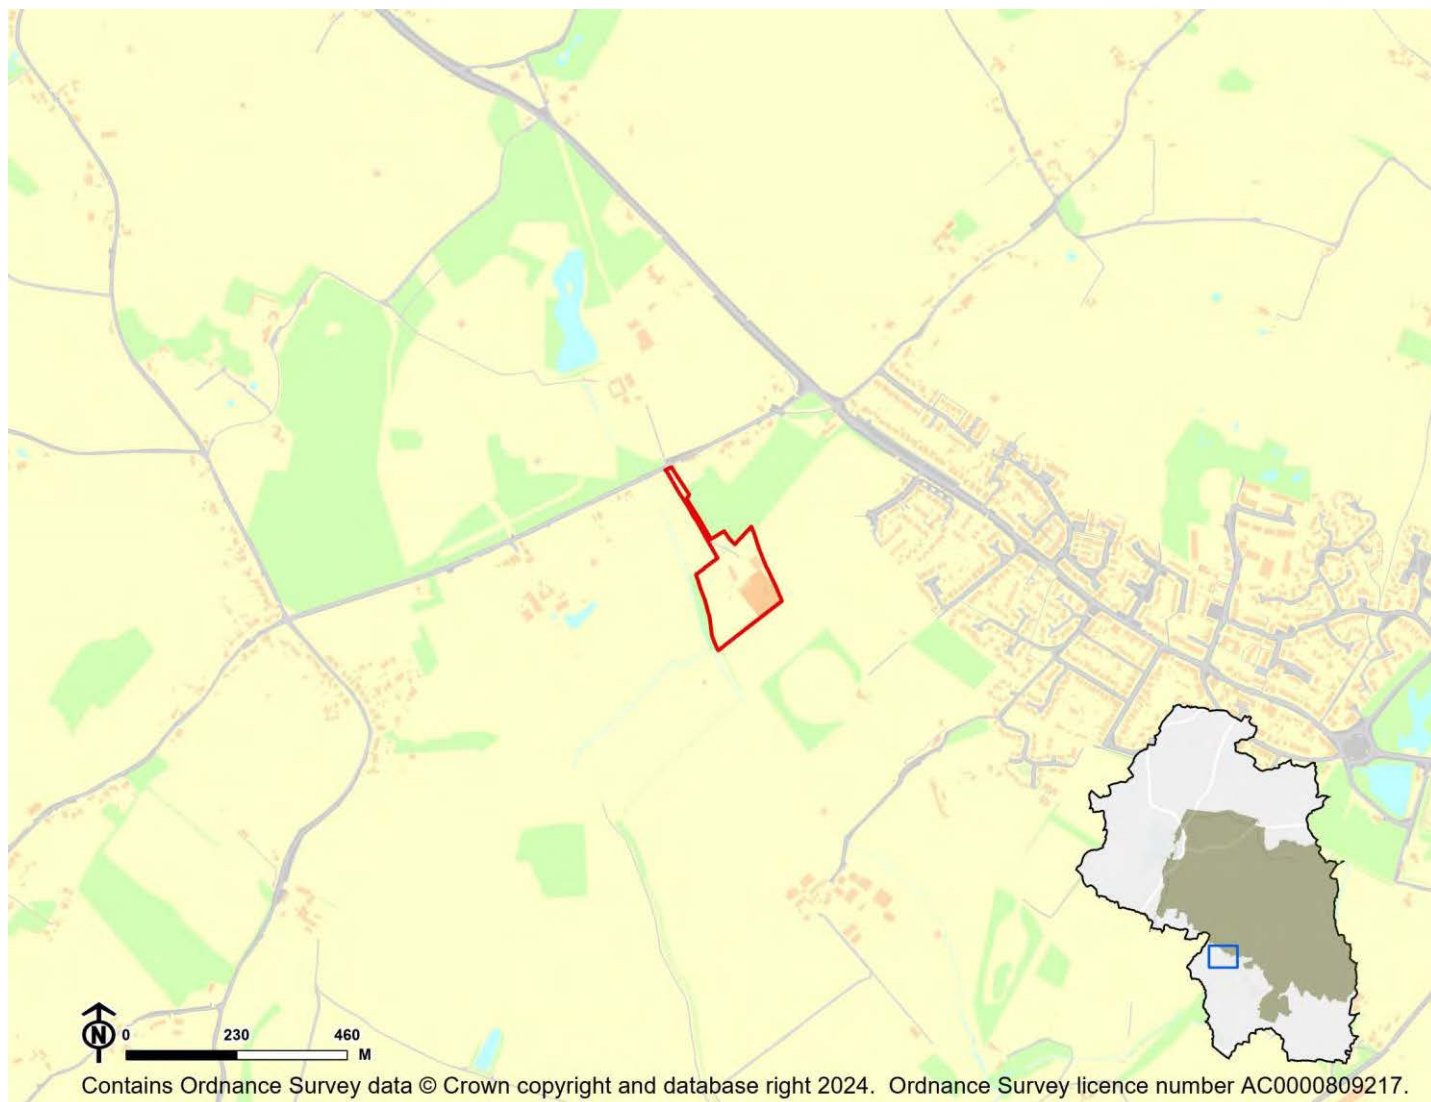 N
0 230 460
M
Contains Ordnance Survey data © Crown copyright and database right 2024. Ordnance Survey licence number AC0000809217.